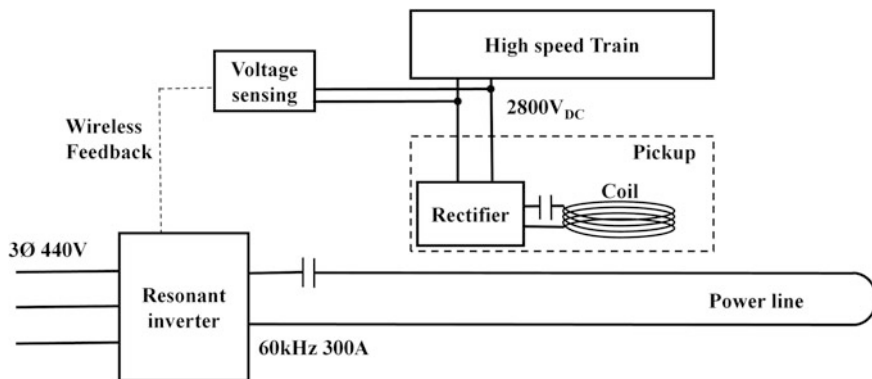 High speed Train
Voltage
sensing
2800V_DC
Wireless
Feedback
Pickup
Coil
Rectifier
3Ø 440V
Resonant
inverter
Power line
60kHz 300A